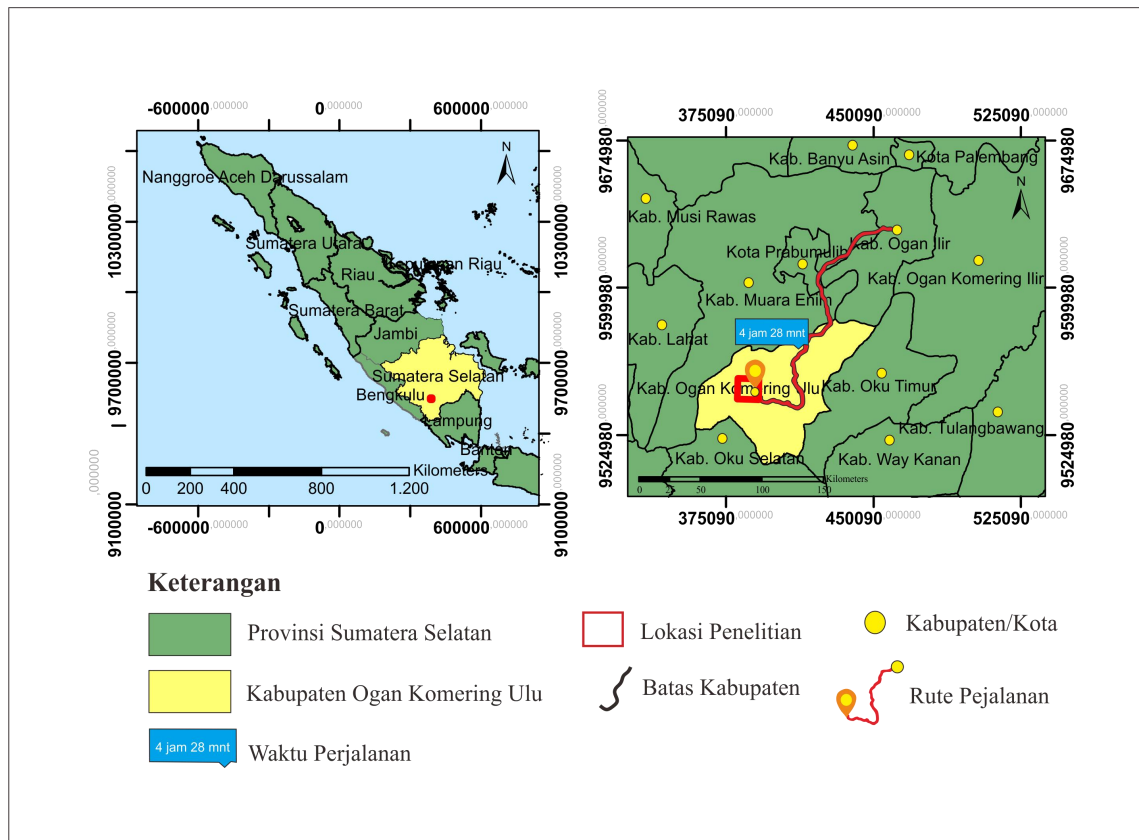 -600000,000000 0,000000 600000,000000
10300000,000000
9700000,000000
9100000,000000
N
Nanggroe Aceh Darussalam
Sumatera Utara
Kepulauan Riau
Riau
Sumatera Barat
Jambi
Sumatera Selatan
Bengkulu
Lampung
Banten
Kilometers
0 200 400 800 1.200
10300000,000000
9700000,000000
9100000,000000
-600000,000000 0,000000 600000,000000
375090,000000 450090,000000 525090,000000
9674980,000000
9599980,000000
9524980,000000
N
Kab. Banyu Asin
Kota Palembang
Kab. Musi Rawas
Kota Prabumulih
Kab. Ogan Ilir
Kab. Ogan Komering Ilir
Kab. Muara Enim
4 jam 28 mnt
Kab. Lahat
Kab. Ogan Komering Ulu
Kab. Oku Timur
Kab. Tulangbawang
Kab. Oku Selatan
Kab. Way Kanan
Kilometers
0 25 50 100 150
9674980,000000
9599980,000000
9524980,000000
375090,000000 450090,000000 525090,000000
Keterangan
Provinsi Sumatera Selatan
Kabupaten Ogan Komering Ulu
4 jam 28 mnt
Waktu Perjalanan
Lokasi Penelitian
Batas Kabupaten
Kabupaten/Kota
Rute Pejalanan